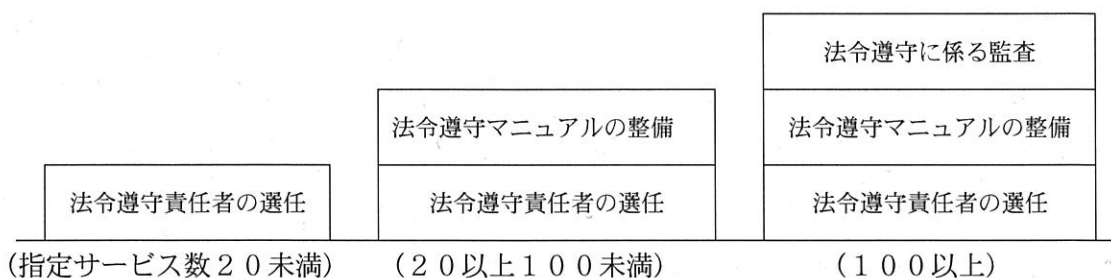 法令遵守に係る監査
法令遵守マニュアルの整備
法令遵守マニュアルの整備
法令遵守責任者の選任
法令遵守責任者の選任
法令遵守責任者の選任
(指定サービス数20未満)
(20以上100未満)
(100以上)